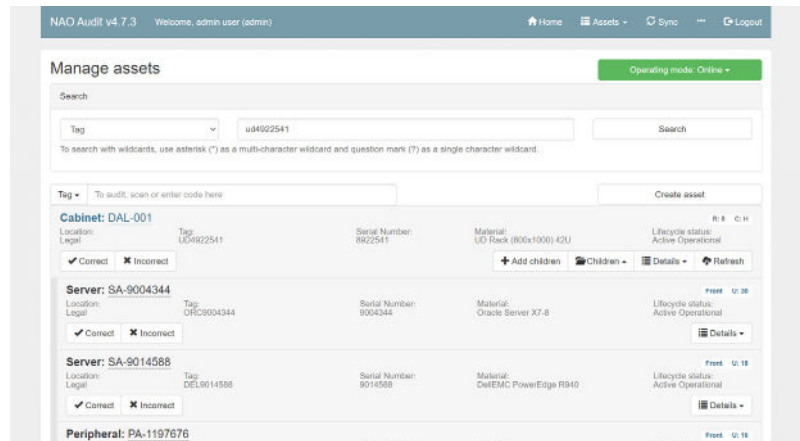 NAO Audit v4.7.3 Welcome, admin user (admin) Home Assets Sync ••• Logout
Manage assets Operating mode: Online
Search
Tag ud4922541 Search
To search with wildcards, use asterisk (*) as a multi-character wildcard and question mark (?) as a single character wildcard.
Tag To audit, scan or enter code here Create asset
Cabinet: DAL-001 R: 8 C: H
Location: Tag: Serial Number: Material: Lifecycle status:
Legal UD4922541 8922541 UD Rack (800x1000) 42U Active Operational
Correct Incorrect Add children Children Details Refresh
Server: SA-9004344 Front U: 20
Location: Tag: Serial Number: Material: Lifecycle status:
Legal ORC9004344 9004344 Oracle Server X7-8 Active Operational
Correct Incorrect Details
Server: SA-9014588 Front U: 18
Location: Tag: Serial Number: Material: Lifecycle status:
Legal DEL9014588 9014588 DellEMC PowerEdge R940 Active Operational
Correct Incorrect Details
Peripheral: PA-1197676 Front U: 16